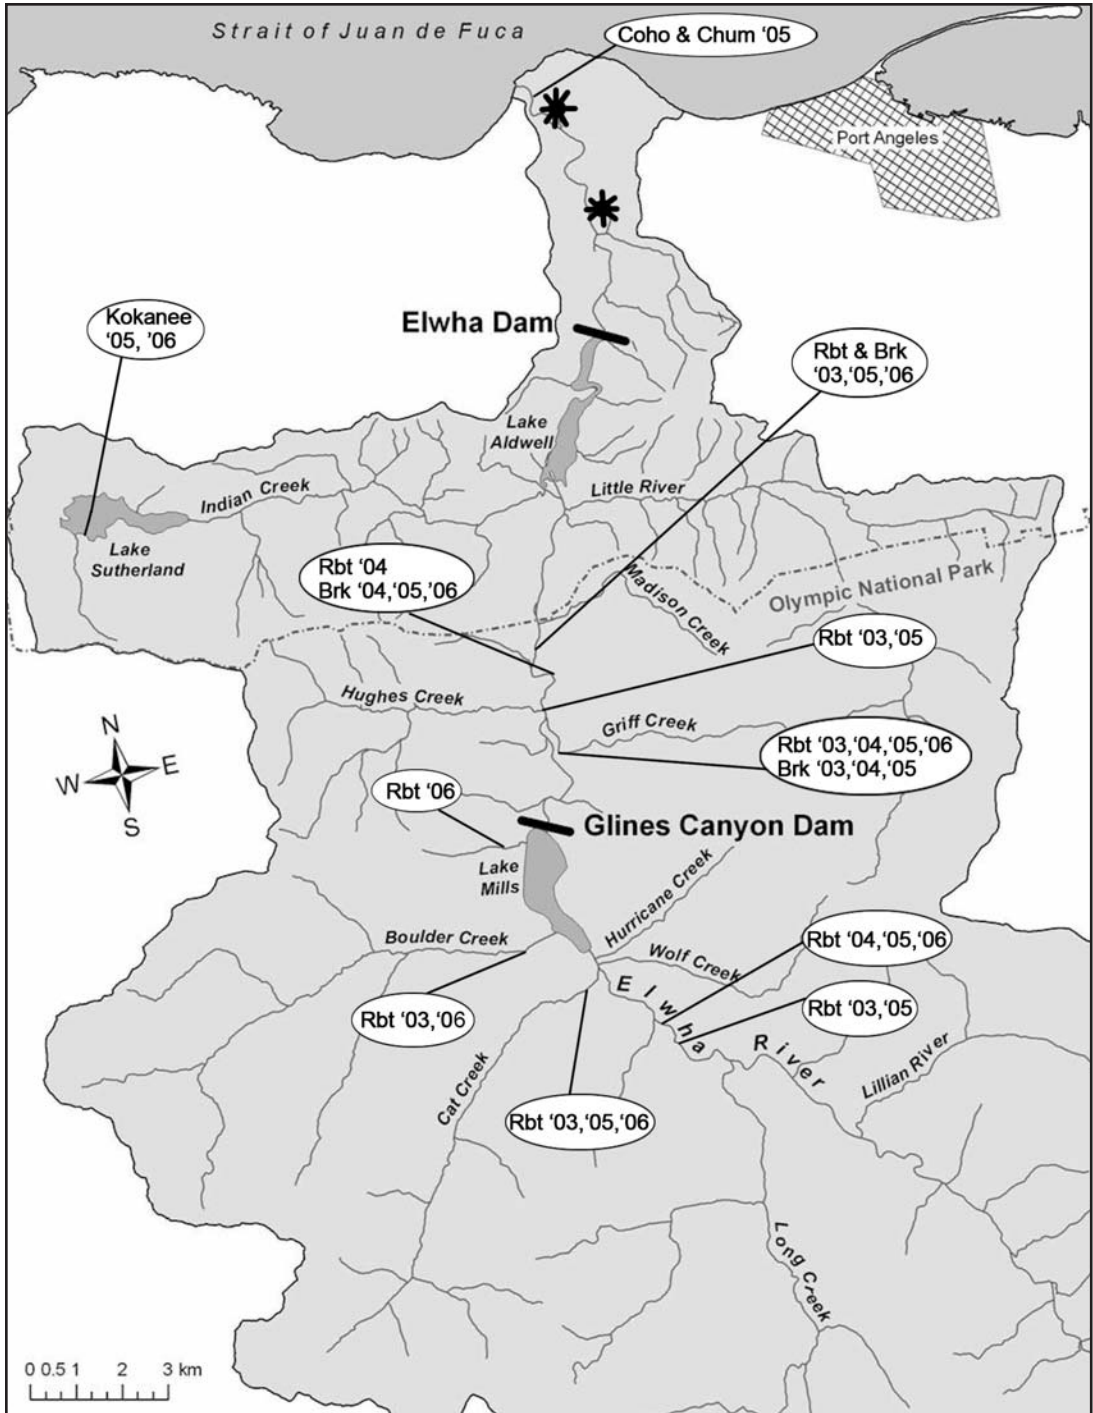 Strait of Juan de Fuca
Coho & Chum ‘05
Port Angeles
Kokanee
‘05, ’06
Elwha Dam
Rbt & Brk
‘03,‘05,’06
Lake
Aldwell
Indian Creek
Little River
Lake
Sutherland
Rbt ‘04
Brk ‘04,‘05,’06
Madison Creek
Olympic National Park
Rbt ‘03,‘05
Hughes Creek
Griff Creek
N
W
E
S
Rbt ‘03,‘04,‘05,‘06
Brk ‘03,‘04,‘05
Rbt ‘06
Glines Canyon Dam
Lake
Mills
Hurricane Creek
Boulder Creek
Wolf Creek
Rbt ‘04,‘05,‘06
Elwha River
Rbt ‘03,‘05
Rbt ‘03,‘06
Lillian River
Cat Creek
Rbt ‘03,‘05,‘06
Long Creek
0 0.5 1 2 3 km